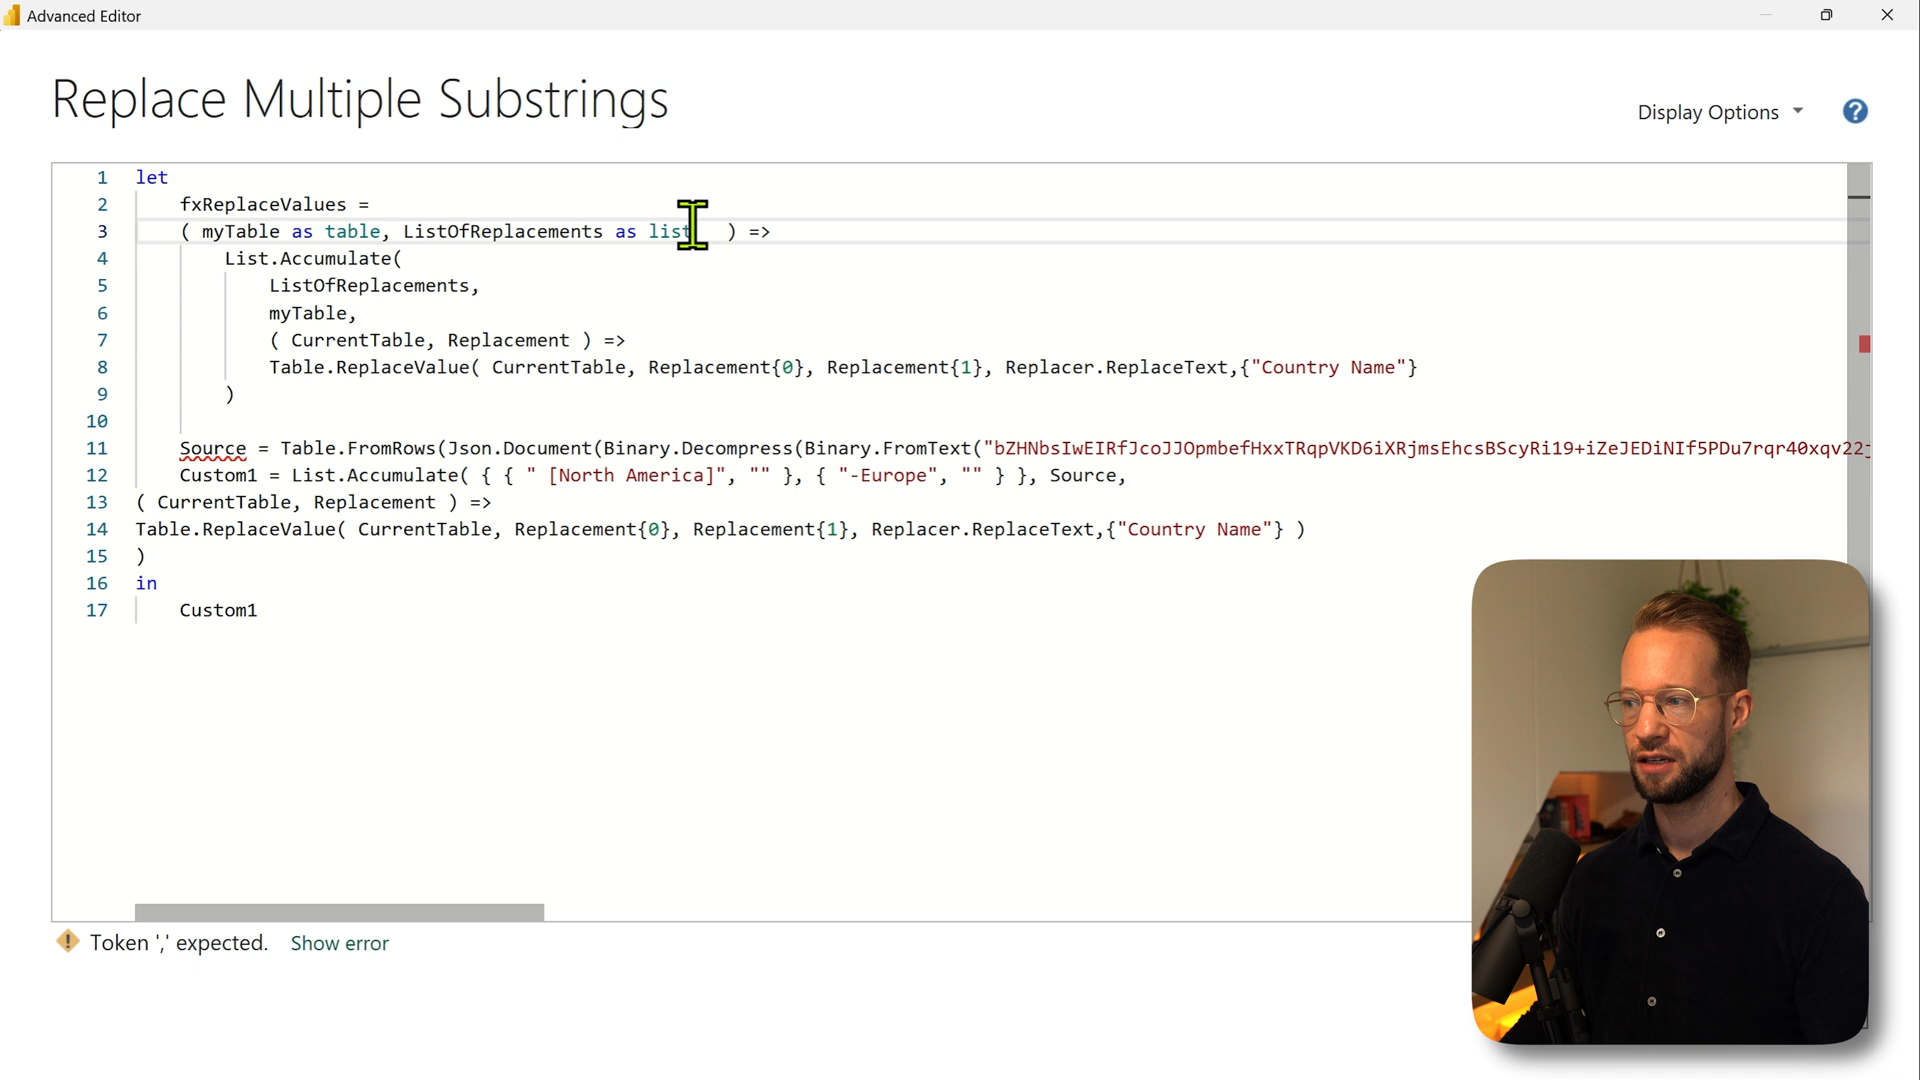 Advanced Editor
Replace Multiple Substrings
Display Options
?
1 let
2 fxReplaceValues =
3 ( myTable as table, ListOfReplacements as list ) =>
4 List.Accumulate(
5 ListOfReplacements,
6 myTable,
7 ( CurrentTable, Replacement ) =>
8 Table.ReplaceValue( CurrentTable, Replacement{0}, Replacement{1}, Replacer.ReplaceText,{"Country Name"}
9 )
10
11 Source = Table.FromRows(Json.Document(Binary.Decompress(Binary.FromText("bZHNbsIwEIRfJcoJJOpmbefHxxTRqpVKD6iXRjmsEhcsBScyRi19+iZeJEDiNIf5PDu7rqr40xqv22j
12 Custom1 = List.Accumulate( { { " [North America]", "" }, { "-Europe", "" } }, Source,
13 ( CurrentTable, Replacement ) =>
14 Table.ReplaceValue( CurrentTable, Replacement{0}, Replacement{1}, Replacer.ReplaceText,{"Country Name"} )
15 )
16 in
17 Custom1
Token ',' expected. Show error